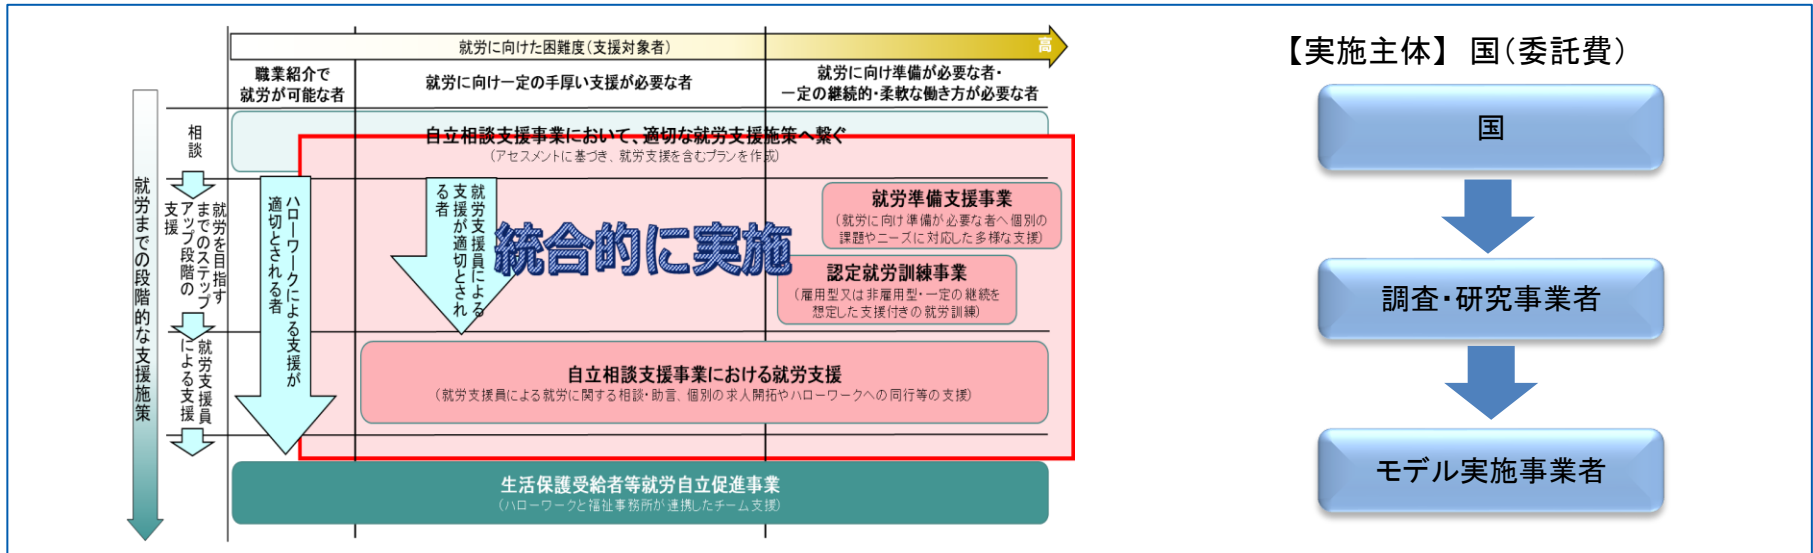 就労に向けた困難度(支援対象者)
高
職業紹介で
就労が可能な者
就労に向け一定の手厚い支援が必要な者
就労に向け準備が必要な者・
一定の継続的・柔軟な働き方が必要な者
就労までの段階的な支援施策
相談
自立相談支援事業において、適切な就労支援施策へ繋ぐ
(アセスメントに基づき、就労支援を含むプランを作成)
就労を目指す
までのステップ
アップ段階の
支援
ハローワークによる支援が
適切とされる者
就労支援員による
支援が適切とされ
る者
統合的に実施
就労準備支援事業
(就労に向け準備が必要な者へ個別の
課題やニーズに対応した多様な支援)
認定就労訓練事業
(雇用型又は非雇用型・一定の継続を
想定した支援付きの就労訓練)
就労支援員
による支援
自立相談支援事業における就労支援
(就労支援員による就労に関する相談・助言、個別の求人開拓やハローワークへの同行等の支援)
生活保護受給者等就労自立促進事業
(ハローワークと福祉事務所が連携したチーム支援)
【実施主体】 国(委託費)
国
調査・研究事業者
モデル実施事業者